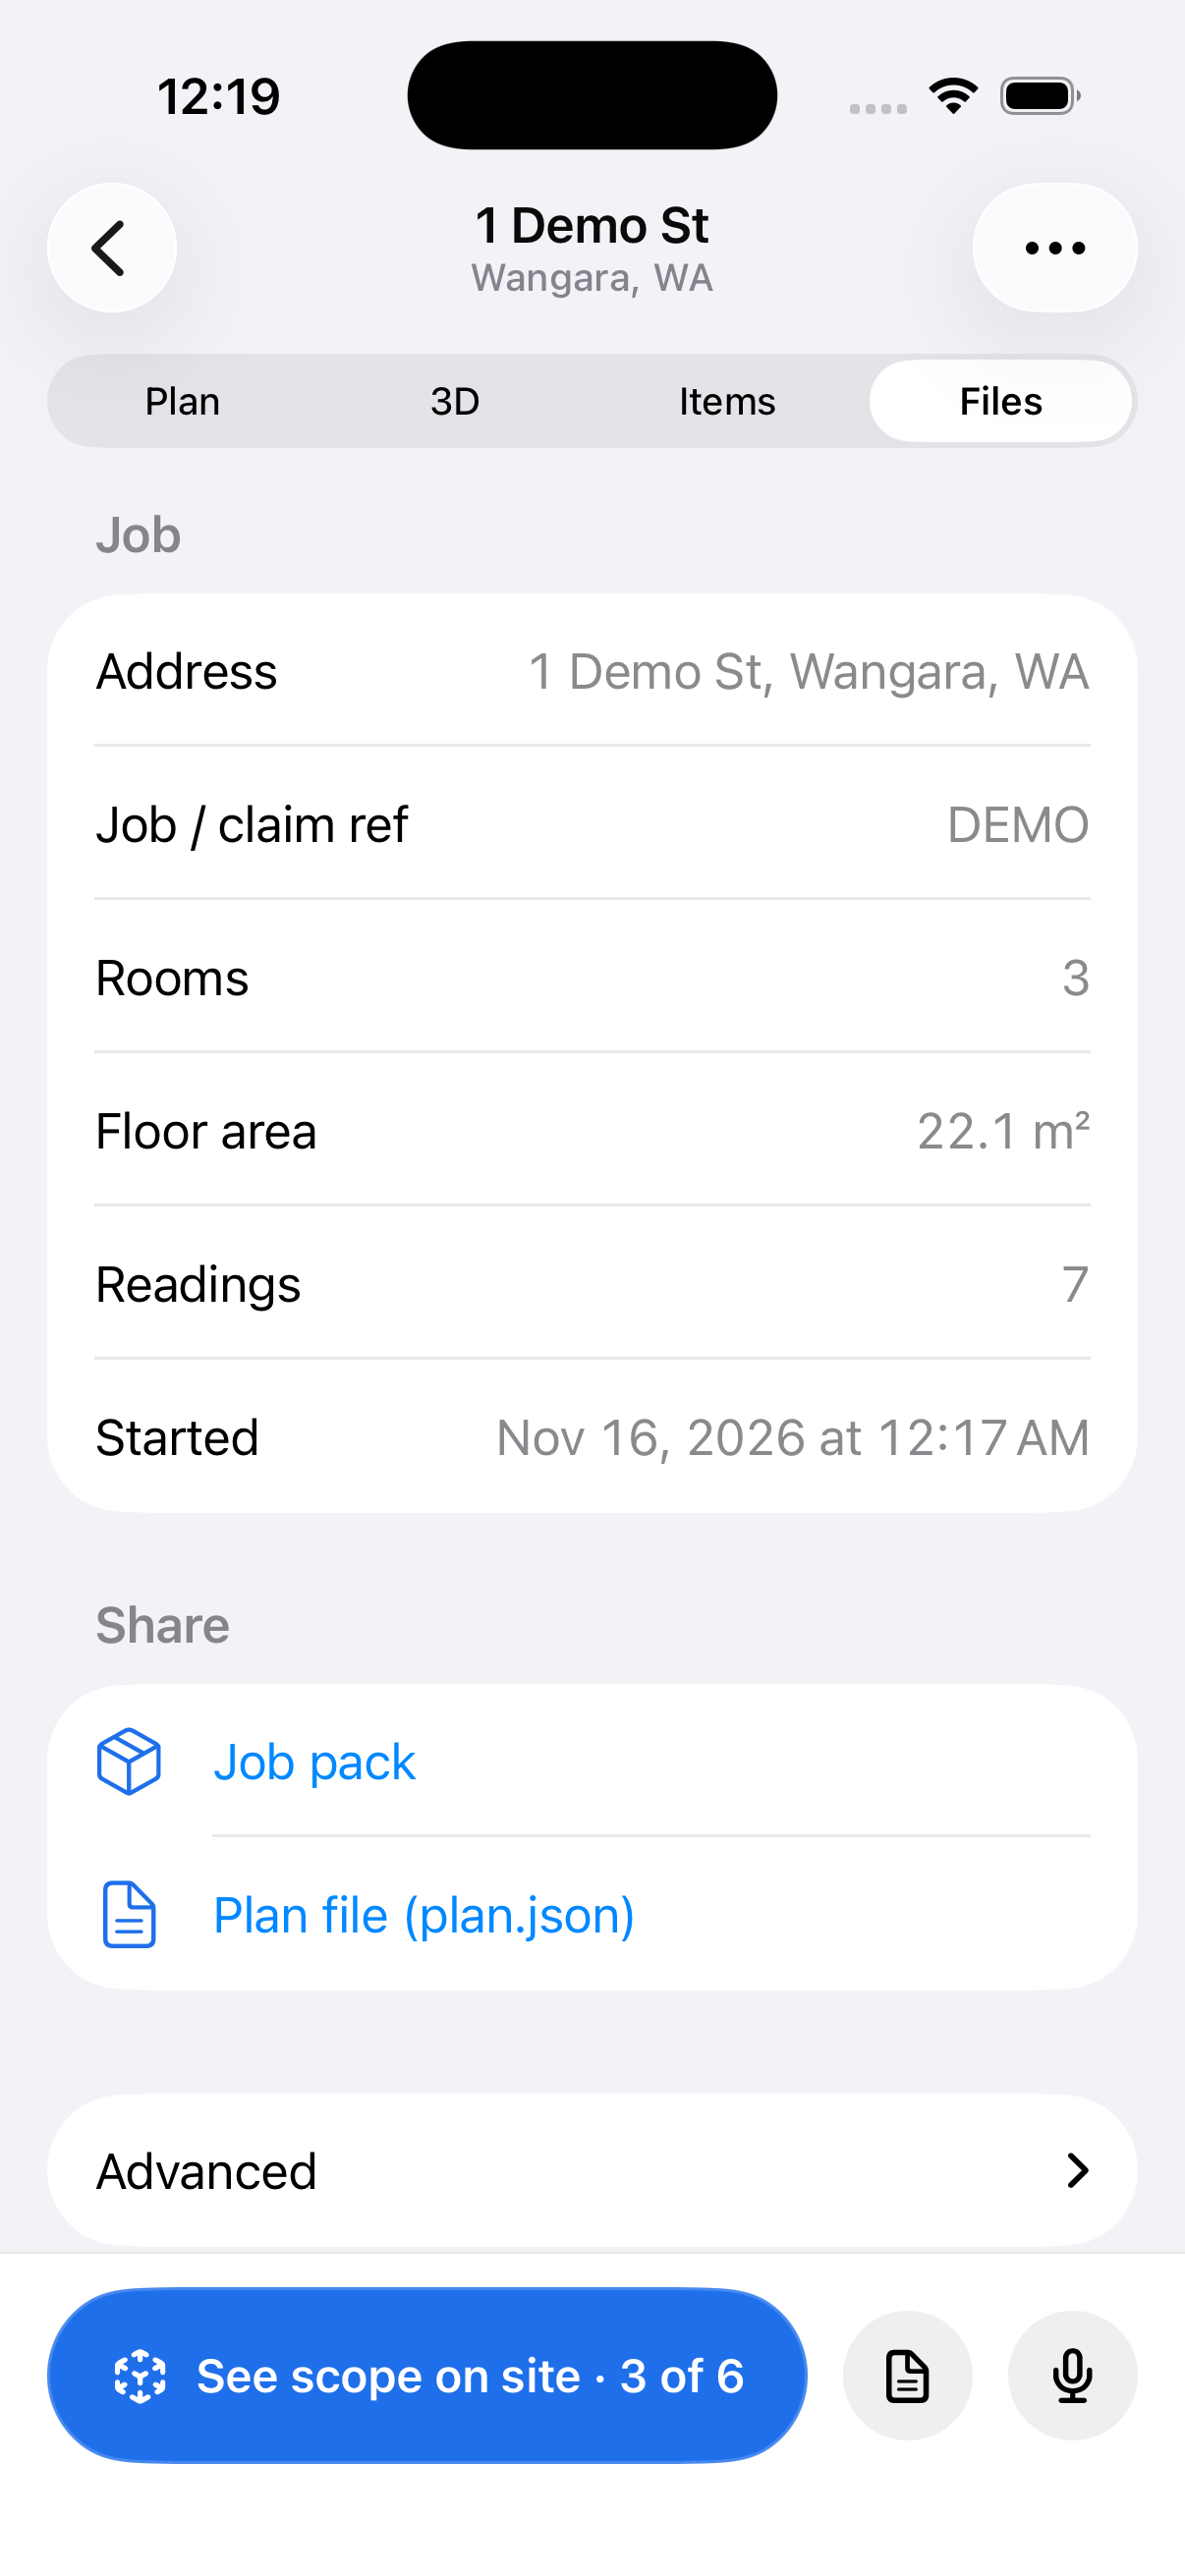 12:19
1 Demo St
Wangara, WA
Plan 3D Items Files
Job
Address 1 Demo St, Wangara, WA
Job / claim ref DEMO
Rooms 3
Floor area 22.1 m²
Readings 7
Started Nov 16, 2026 at 12:17 AM
Share
Job pack
Plan file (plan.json)
Advanced
See scope on site · 3 of 6